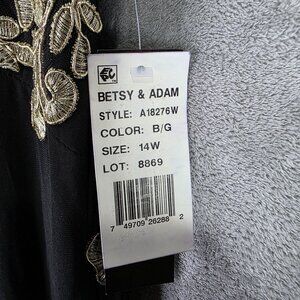 BETSY & ADAM
STYLE: A18276W
COLOR: B/G
SIZE: 14W
LOT: 8869
7 49709 26288 2